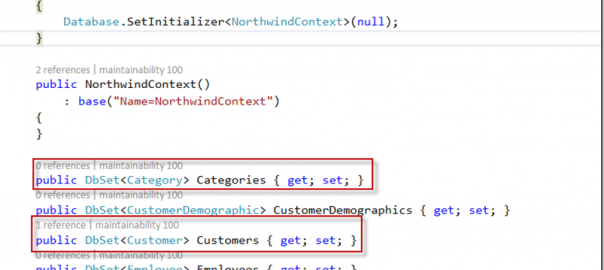 {
Database.SetInitializer<NorthwindContext>(null);
}
2 references | maintainability 100
public NorthwindContext()
: base("Name=NorthwindContext")
{
}
0 references | maintainability 100
public DbSet<Category> Categories { get; set; }
0 references | maintainability 100
public DbSet<CustomerDemographic> CustomerDemographics { get; set; }
1 reference | maintainability 100
public DbSet<Customer> Customers { get; set; }
0 references | maintainability 100
public DbSet<Employee> Employees { get; set; }